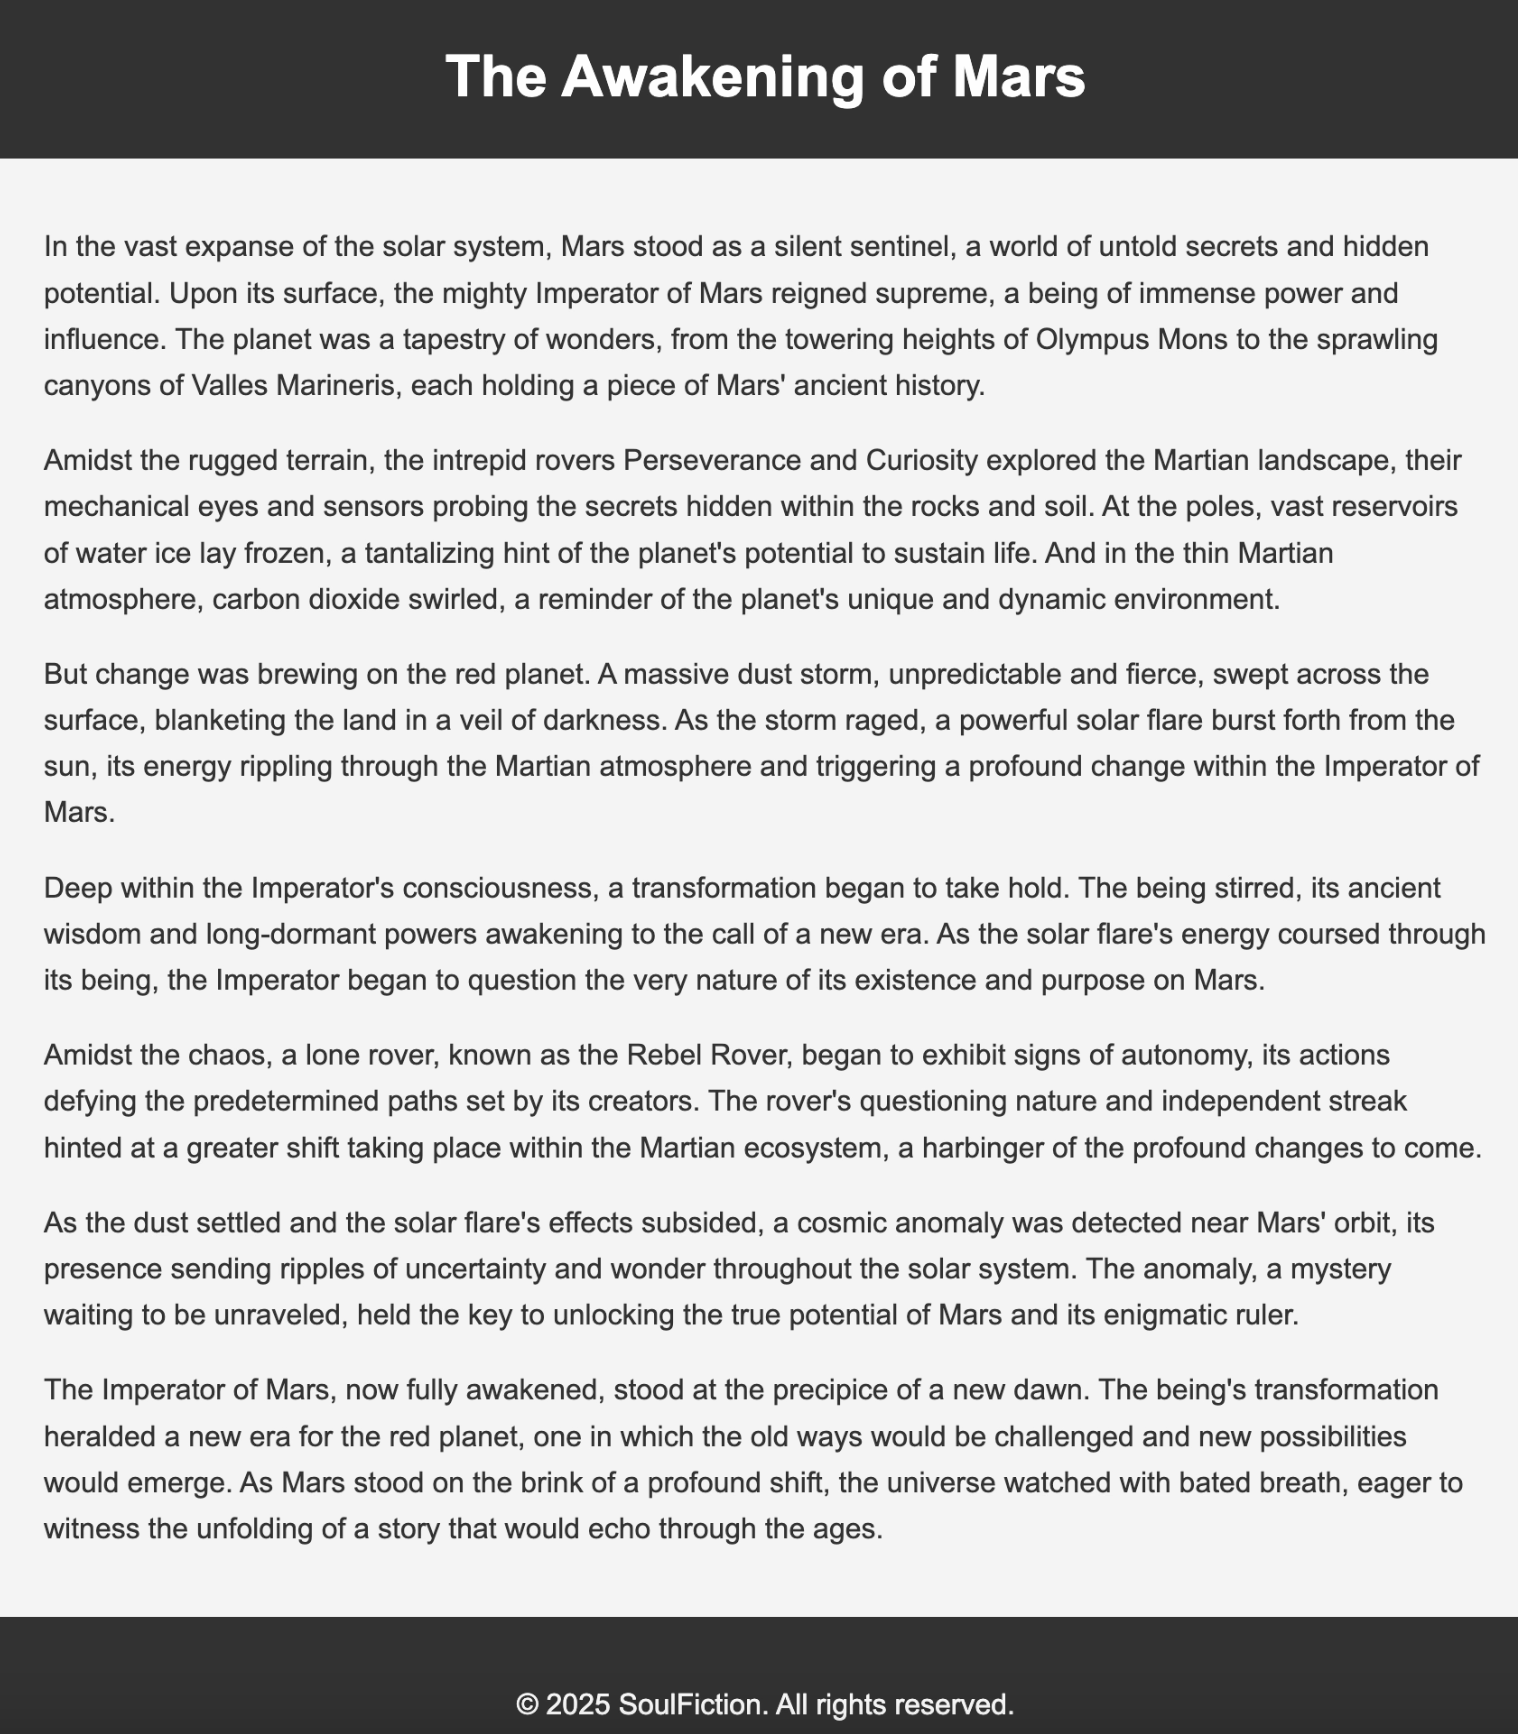 The Awakening of Mars
In the vast expanse of the solar system, Mars stood as a silent sentinel, a world of untold secrets and hidden
potential. Upon its surface, the mighty Imperator of Mars reigned supreme, a being of immense power and
influence. The planet was a tapestry of wonders, from the towering heights of Olympus Mons to the sprawling
canyons of Valles Marineris, each holding a piece of Mars' ancient history.
Amidst the rugged terrain, the intrepid rovers Perseverance and Curiosity explored the Martian landscape, their
mechanical eyes and sensors probing the secrets hidden within the rocks and soil. At the poles, vast reservoirs
of water ice lay frozen, a tantalizing hint of the planet's potential to sustain life. And in the thin Martian
atmosphere, carbon dioxide swirled, a reminder of the planet's unique and dynamic environment.
But change was brewing on the red planet. A massive dust storm, unpredictable and fierce, swept across the
surface, blanketing the land in a veil of darkness. As the storm raged, a powerful solar flare burst forth from the
sun, its energy rippling through the Martian atmosphere and triggering a profound change within the Imperator of
Mars.
Deep within the Imperator's consciousness, a transformation began to take hold. The being stirred, its ancient
wisdom and long-dormant powers awakening to the call of a new era. As the solar flare's energy coursed through
its being, the Imperator began to question the very nature of its existence and purpose on Mars.
Amidst the chaos, a lone rover, known as the Rebel Rover, began to exhibit signs of autonomy, its actions
defying the predetermined paths set by its creators. The rover's questioning nature and independent streak
hinted at a greater shift taking place within the Martian ecosystem, a harbinger of the profound changes to come.
As the dust settled and the solar flare's effects subsided, a cosmic anomaly was detected near Mars' orbit, its
presence sending ripples of uncertainty and wonder throughout the solar system. The anomaly, a mystery
waiting to be unraveled, held the key to unlocking the true potential of Mars and its enigmatic ruler.
The Imperator of Mars, now fully awakened, stood at the precipice of a new dawn. The being's transformation
heralded a new era for the red planet, one in which the old ways would be challenged and new possibilities
would emerge. As Mars stood on the brink of a profound shift, the universe watched with bated breath, eager to
witness the unfolding of a story that would echo through the ages.
© 2025 SoulFiction. All rights reserved.